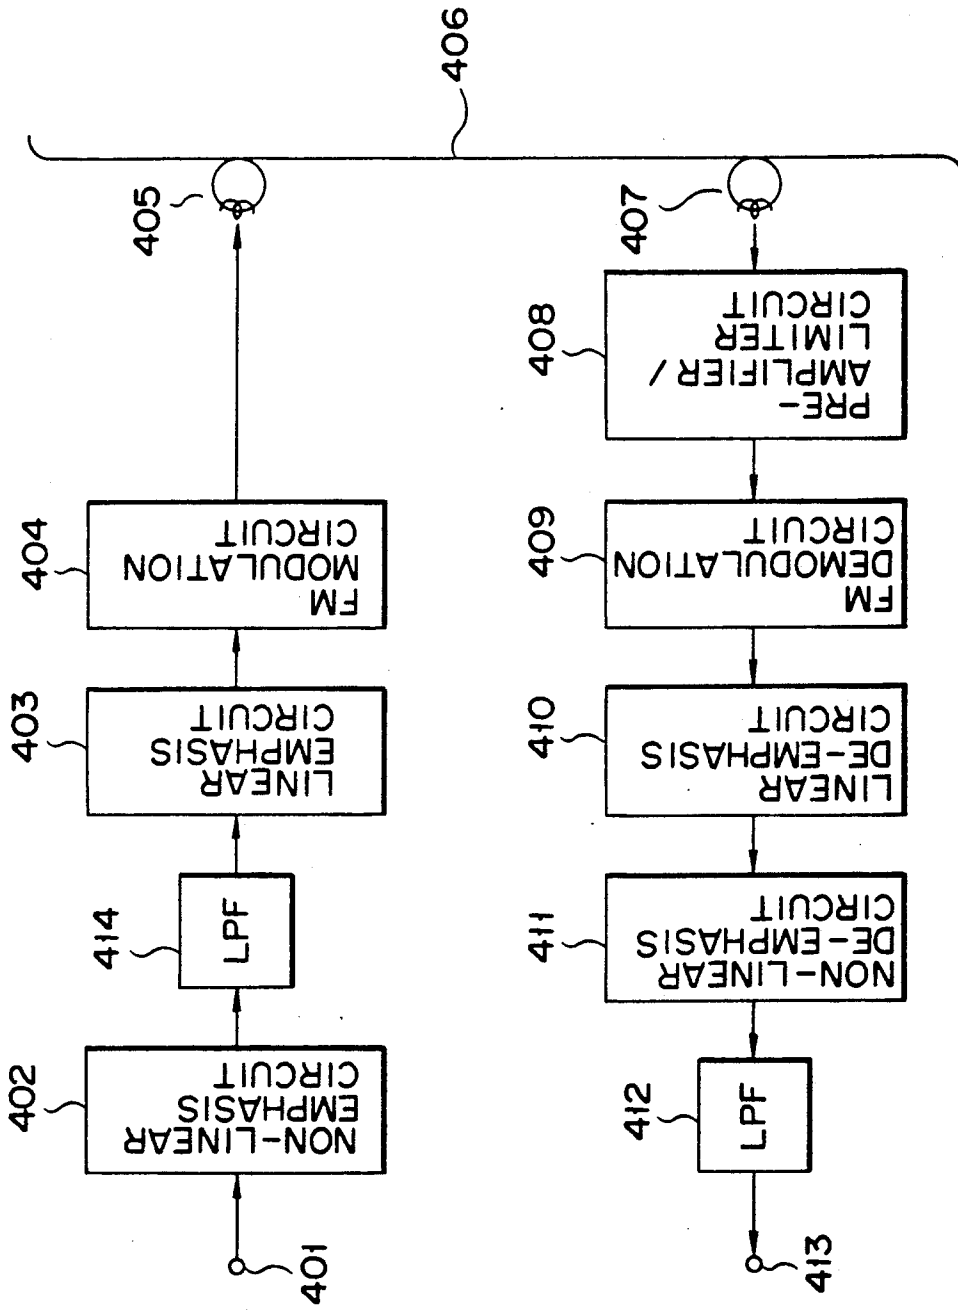 401
402
NON-LINEAR
EMPHASIS
CIRCUIT
414
LPF
403
LINEAR
EMPHASIS
CIRCUIT
404
FM
MODULATION
CIRCUIT
405
406
407
408
PRE-
AMPLIFIER/
LIMITER
CIRCUIT
409
FM
DEMODULATION
CIRCUIT
410
LINEAR
DE-EMPHASIS
CIRCUIT
411
NON-LINEAR
DE-EMPHASIS
CIRCUIT
412
LPF
413